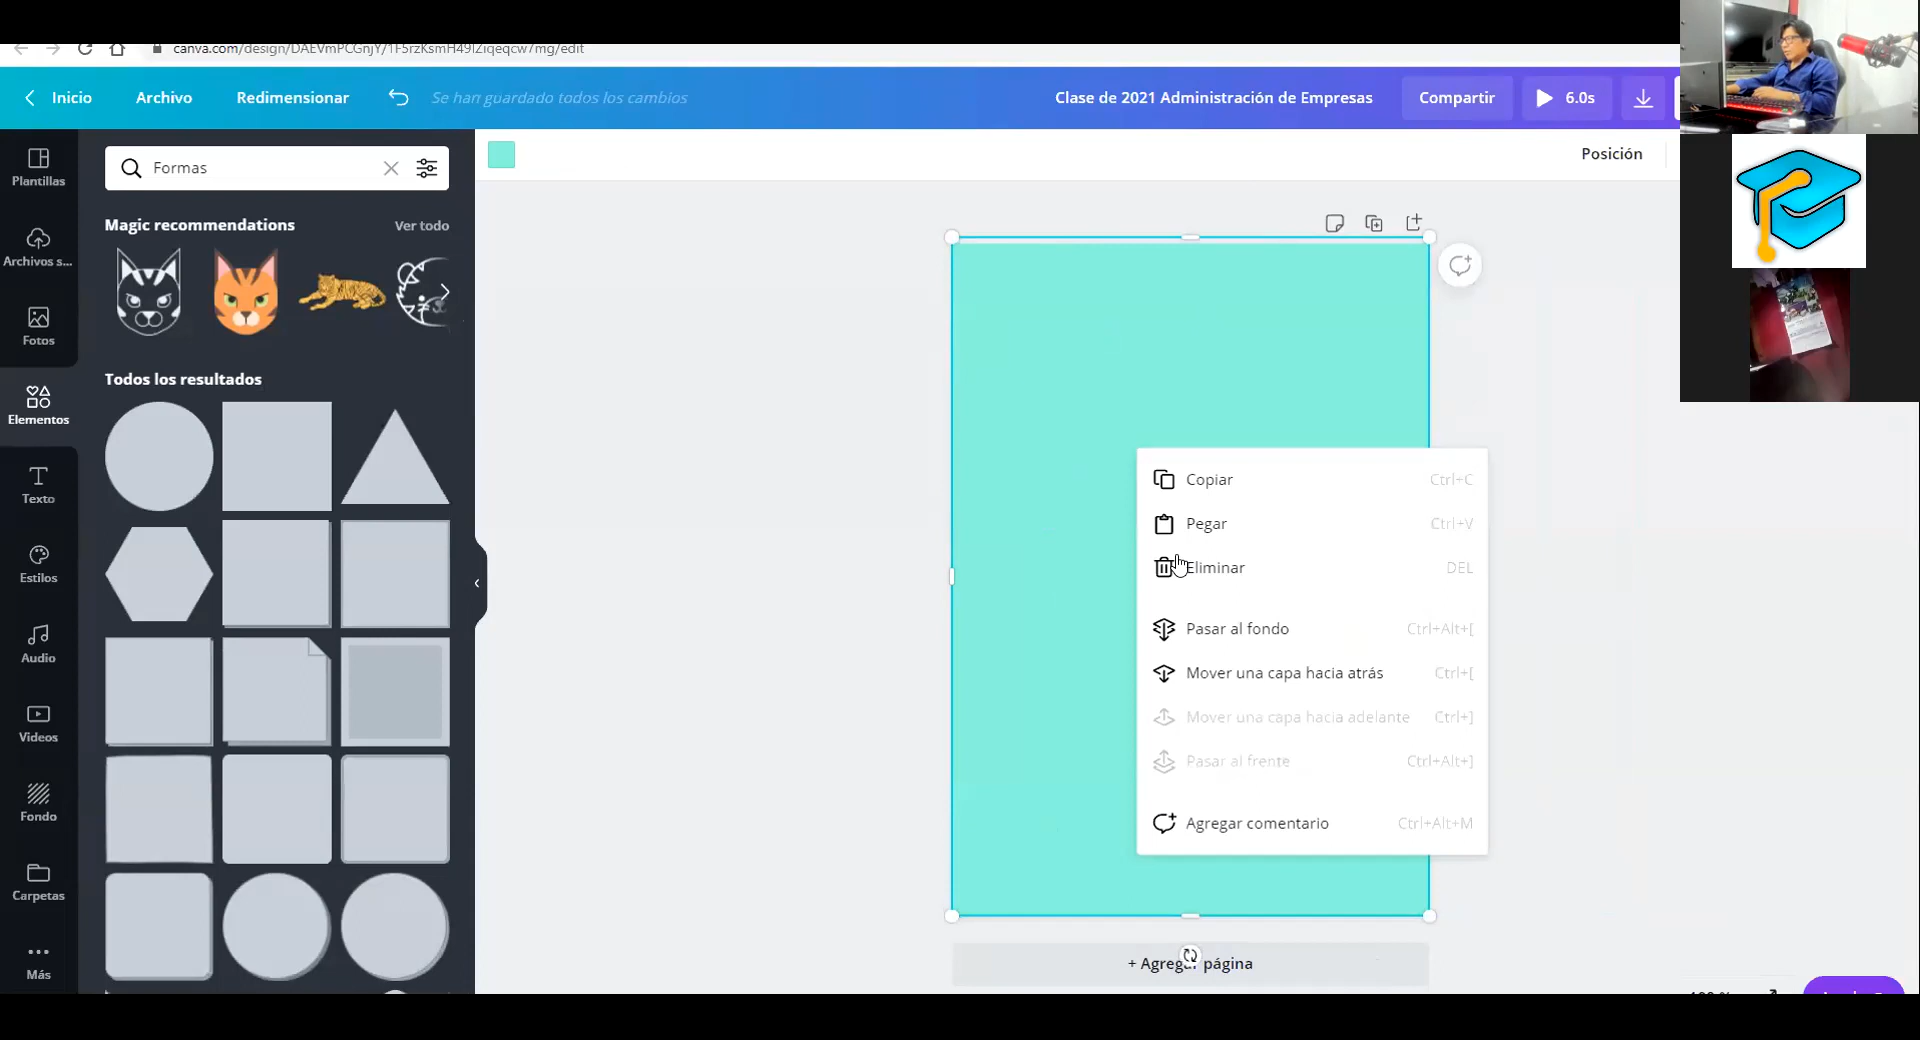 canva.com/design/DAEVmPCGnjY/1F5rzKsmH49lZiqeqcw7mg/edit
Inicio
Archivo
Redimensionar
Se han guardado todos los cambios
Clase de 2021 Administración de Empresas
Compartir
6.0s
Plantillas
Archivos s...
Fotos
Elementos
Texto
Estilos
Audio
Videos
Fondo
Carpetas
Más
Formas
Magic recommendations
Ver todo
Todos los resultados
Posición
Copiar Ctrl+C
Pegar Ctrl+V
Eliminar DEL
Pasar al fondo Ctrl+Alt+[
Mover una capa hacia atrás Ctrl+[
Mover una capa hacia adelante Ctrl+]
Pasar al frente Ctrl+Alt+]
Agregar comentario Ctrl+Alt+M
+ Agregar página